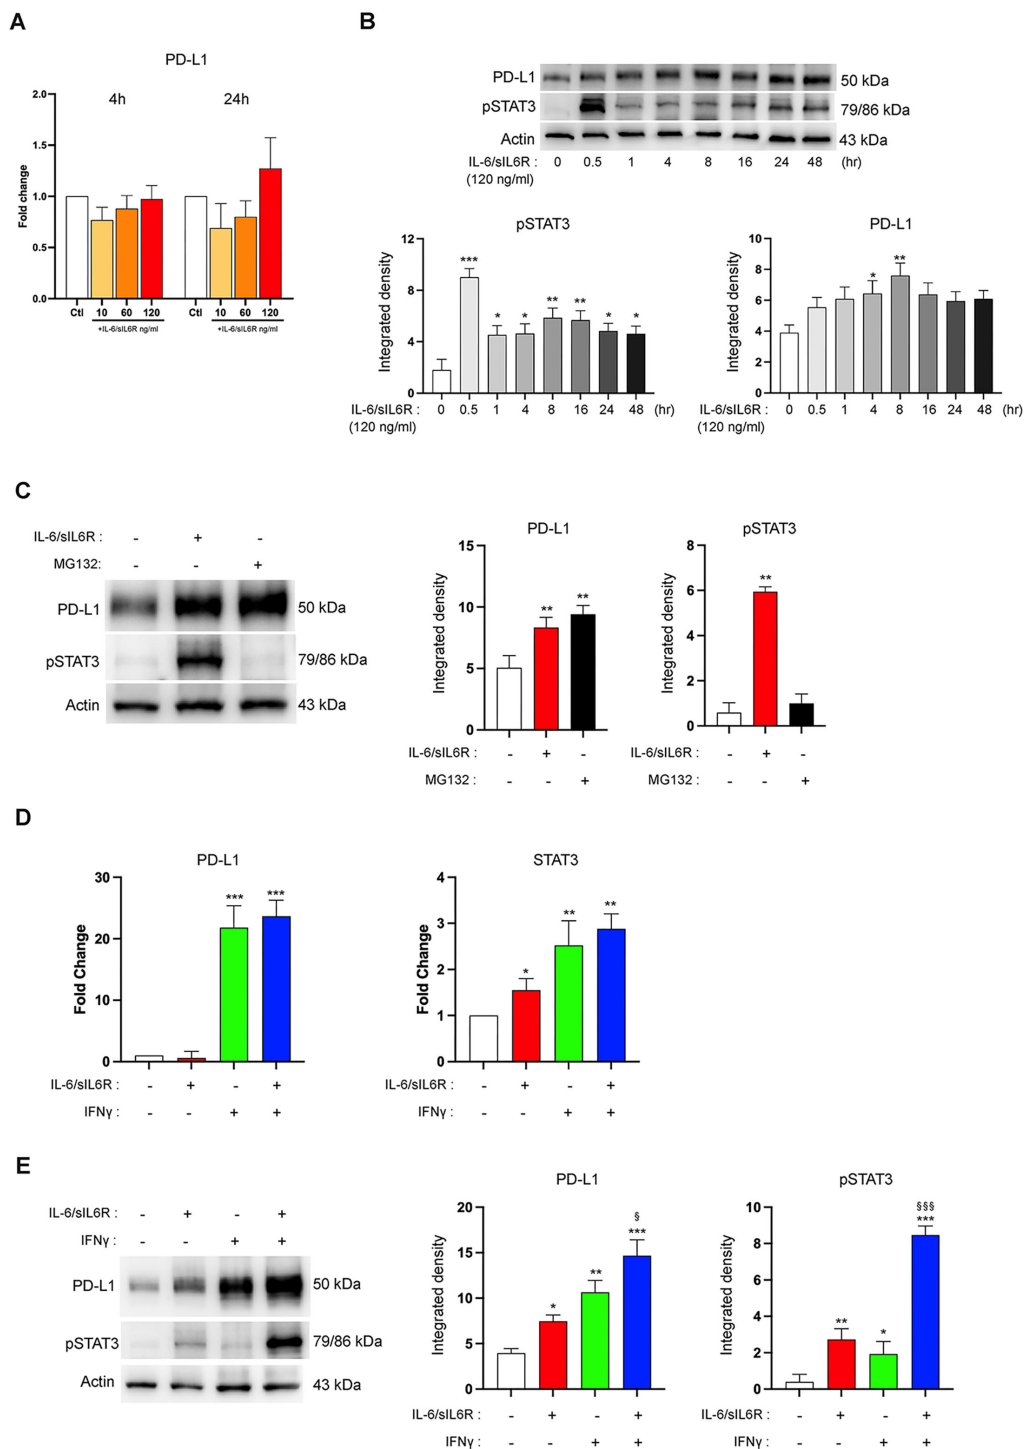 A
PD-L1
4h 24h
Fold change
2.0
1.5
1.0
0.5
0.0
Ctl 10 60 120 Ctl 10 60 120
+IL-6/sIL6R ng/ml +IL-6/sIL6R ng/ml
B
PD-L1 50 kDa
pSTAT3 79/86 kDa
Actin 43 kDa
IL-6/sIL6R : 0 0.5 1 4 8 16 24 48 (hr)
(120 ng/ml)
pSTAT3
Integrated density
12
8
4
0
*** * * ** ** * *
0 0.5 1 4 8 16 24 48 (hr)
IL-6/sIL6R :
(120 ng/ml)
PD-L1
Integrated density
10
8
6
4
2
0
* **
0 0.5 1 4 8 16 24 48 (hr)
IL-6/sIL6R :
(120 ng/ml)
C
IL-6/sIL6R : - + -
MG132: - - +
PD-L1 50 kDa
pSTAT3 79/86 kDa
Actin 43 kDa
PD-L1
Integrated density
15
10
5
0
** **
IL-6/sIL6R : - + -
MG132 : - - +
pSTAT3
Integrated density
8
6
4
2
0
**
IL-6/sIL6R : - + -
MG132 : - - +
D
PD-L1
Fold Change
30
20
10
0
*** ***
IL-6/sIL6R : - + - +
IFNγ : - - + +
STAT3
Fold Change
4
3
2
1
0
* ** **
IL-6/sIL6R : - + - +
IFNγ : - - + +
E
IL-6/sIL6R : - + - +
IFNγ : - - + +
PD-L1 50 kDa
pSTAT3 79/86 kDa
Actin 43 kDa
PD-L1
Integrated density
20
15
10
5
0
§
* ** ***
IL-6/sIL6R : - + - +
IFNγ : - - + +
pSTAT3
Integrated density
10
8
6
4
2
0
§§§
** * ***
IL-6/sIL6R : - + - +
IFNγ : - - + +